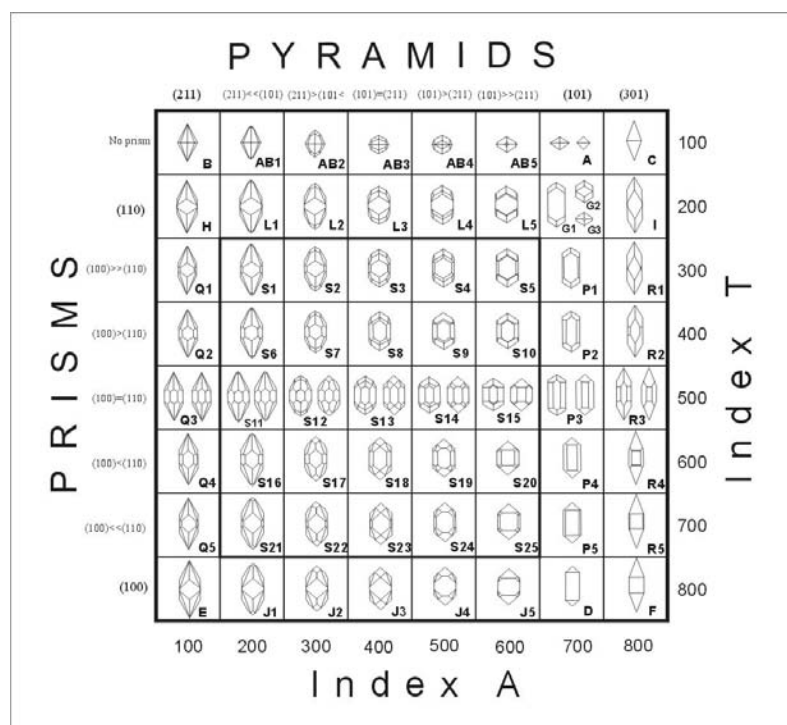 PYRAMIDS
(211) (211)<<(101) (211)>(101< (101)=(211) (101)>(211) (101)>>(211) (101) (301)
PRISMS
No prism B AB1 AB2 AB3 AB4 AB5 A C 100
(110) H L1 L2 L3 L4 L5 G1 G2 G3 I 200
(100)>>(110) Q1 S1 S2 S3 S4 S5 P1 R1 300
(100)>(110) Q2 S6 S7 S8 S9 S10 P2 R2 400
(100)=(110) Q3 S11 S12 S13 S14 S15 P3 R3 500
(100)<(110) Q4 S16 S17 S18 S19 S20 P4 R4 600
(100)<<(110) Q5 S21 S22 S23 S24 S25 P5 R5 700
(100) E J1 J2 J3 J4 J5 D F 800
Index T
100 200 300 400 500 600 700 800
Index A